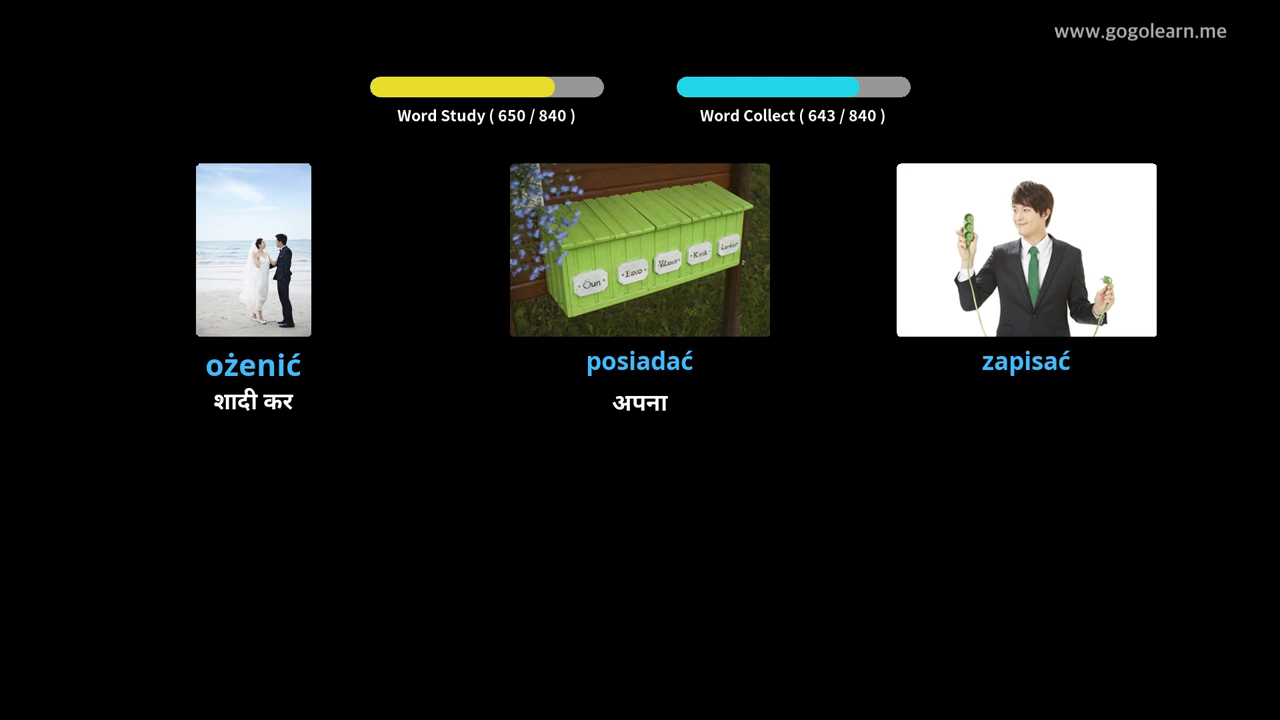 www.gogolearn.me
Word Study ( 650 / 840 )
Word Collect ( 643 / 840 )
ożenić
शादी कर
posiadać
अपना
zapisać